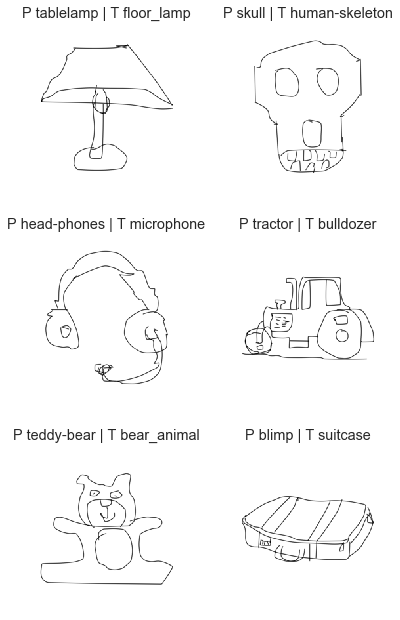 P tablelamp | T floor_lamp
P skull | T human-skeleton
P head-phones | T microphone
P tractor | T bulldozer
P teddy-bear | T bear_animal
P blimp | T suitcase